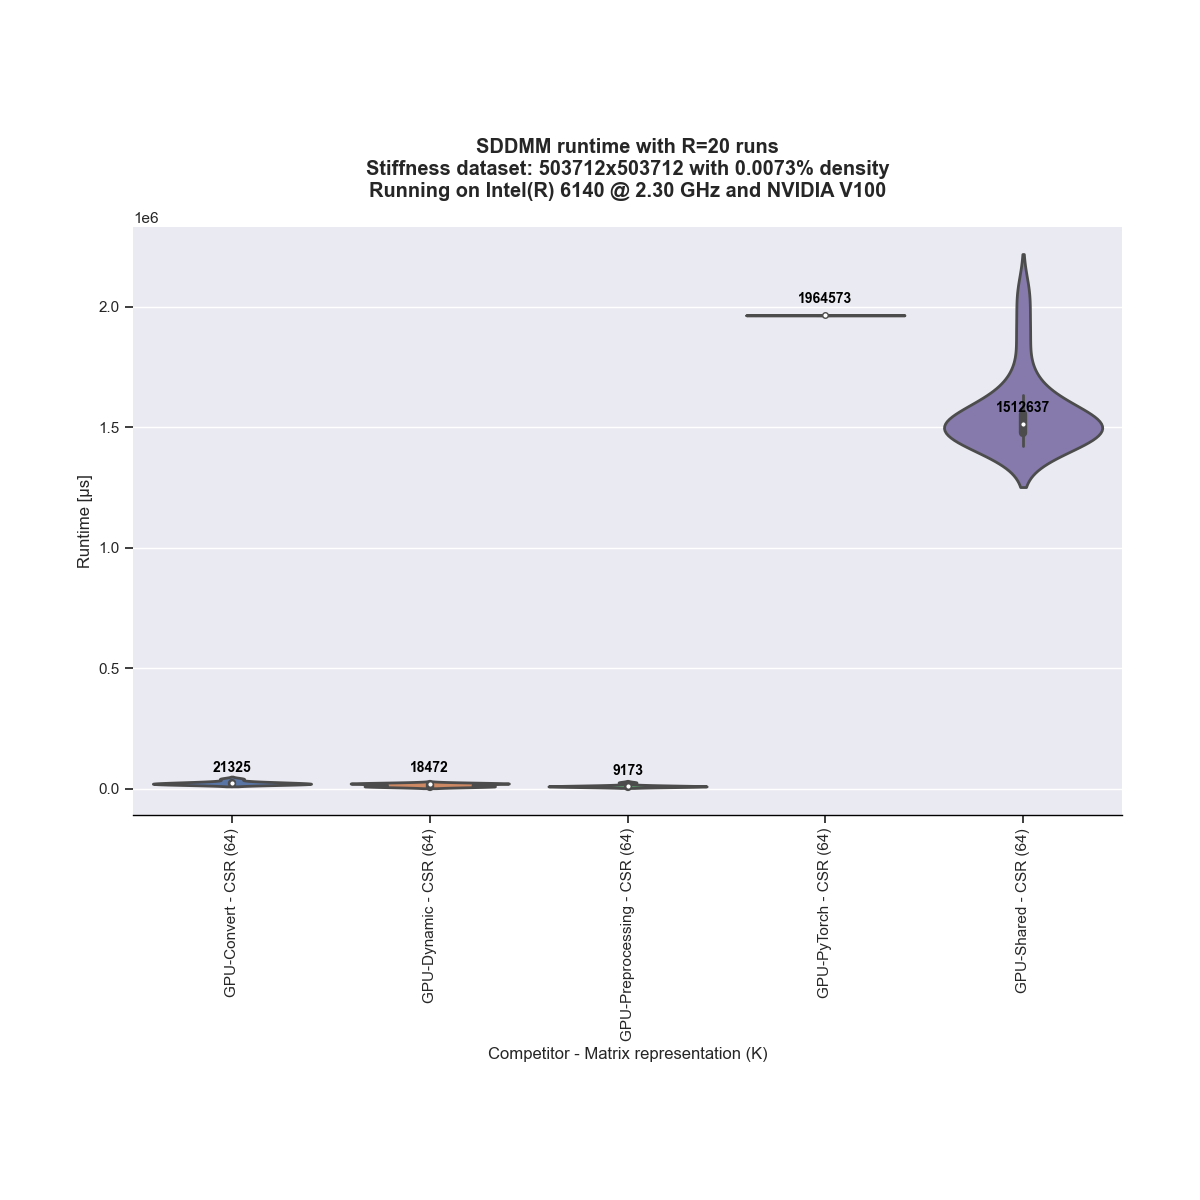 SDDMM runtime with R=20 runs
Stiffness dataset: 503712x503712 with 0.0073% density
Running on Intel(R) 6140 @ 2.30 GHz and NVIDIA V100
1e6
2.0
1.5
1.0
0.5
0.0
Runtime [µs]
21325
18472
9173
1964573
1512637
GPU-Convert - CSR (64)
GPU-Dynamic - CSR (64)
GPU-Preprocessing - CSR (64)
GPU-PyTorch - CSR (64)
GPU-Shared - CSR (64)
Competitor - Matrix representation (K)